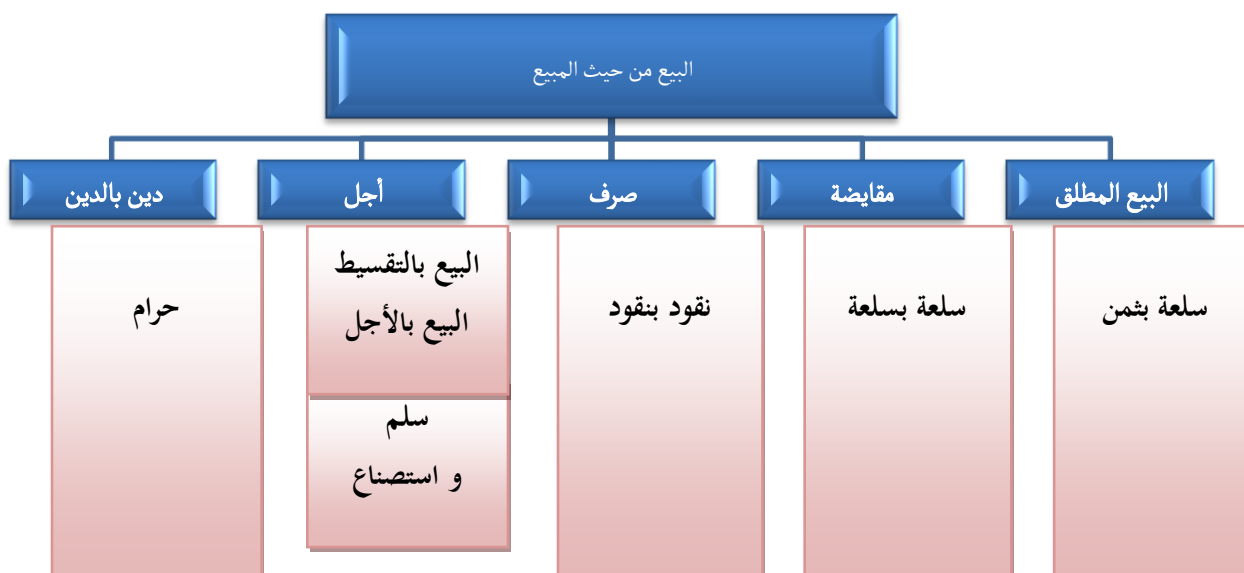 البيع من حيث المبيع
البيع المطلق
مقايضة
صرف
أجل
دين بالدين
سلعة بثمن
سلعة بسلعة
نقود بنقود
البيع بالتقسيط
البيع بالأجل
سلم
و استصناع
حرام